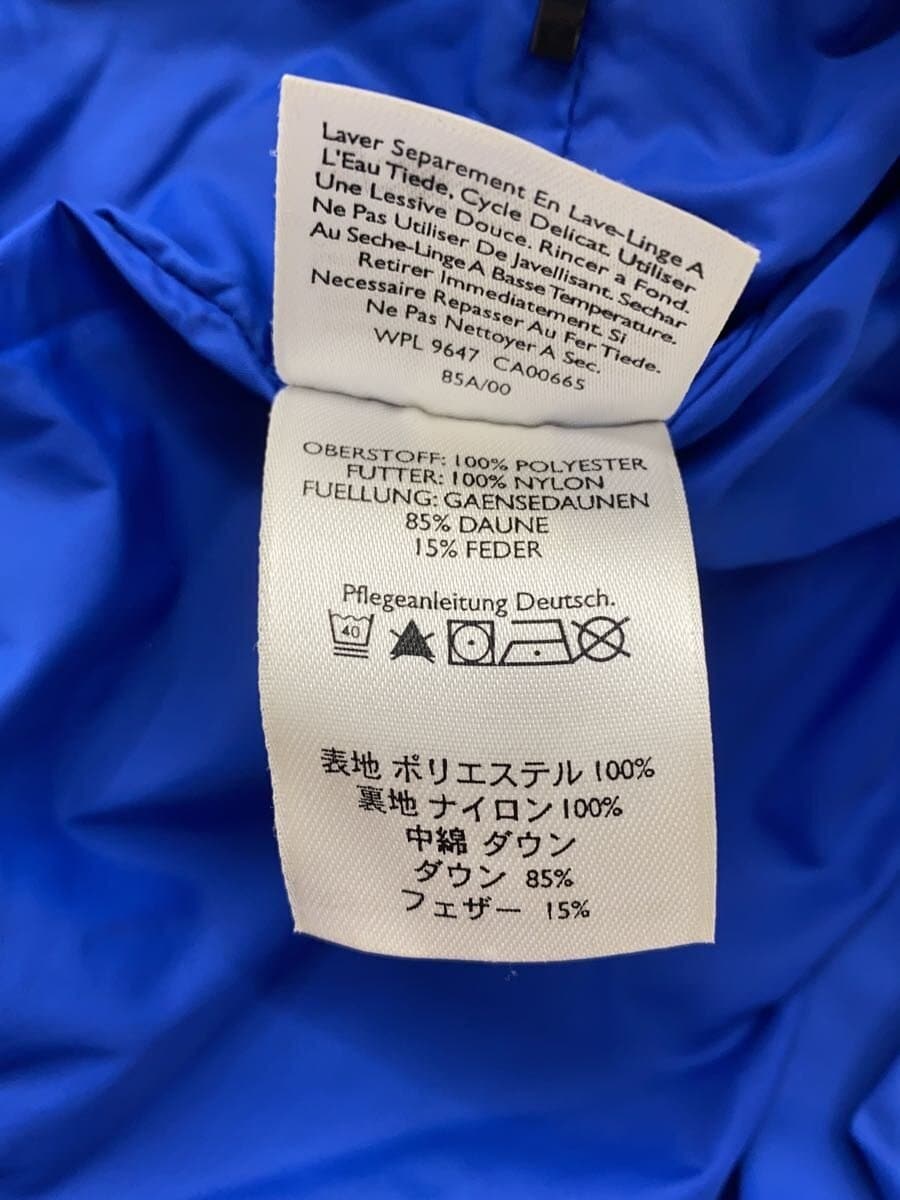 Laver Separement En Lave-Linge A
L'Eau Tiede, Cycle Delicat. Utiliser
Une Lessive Douce. Rincer a Fond.
Ne Pas Utiliser De Javellisant. Sechar
Au Seche-Linge A Basse Temperature.
Retirer Immediatement. Si
Necessaire Repasser Au Fer Tiede.
Ne Pas Nettoyer A Sec.
WPL 9647 CA00665
85A/00
OBERSTOFF: 100% POLYESTER
FUTTER: 100% NYLON
FUELLUNG: GAENSEDAUNEN
85% DAUNE
15% FEDER
Pflegeanleitung Deutsch.
40
表地 ポリエステル 100%
裏地 ナイロン 100%
中綿 ダウン
ダウン 85%
フェザー 15%